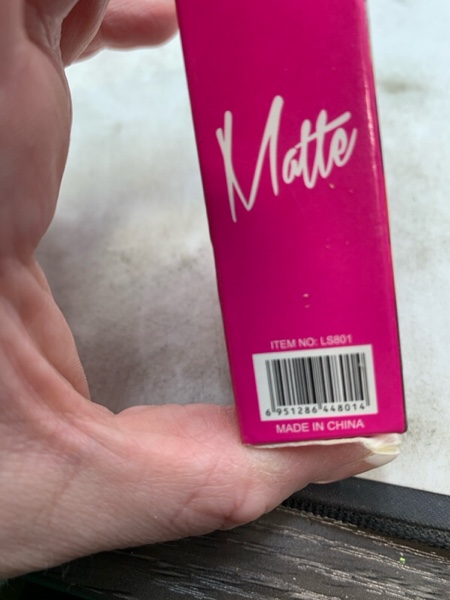 Matte
ITEM NO: LS801
6 951286 448014
MADE IN CHINA